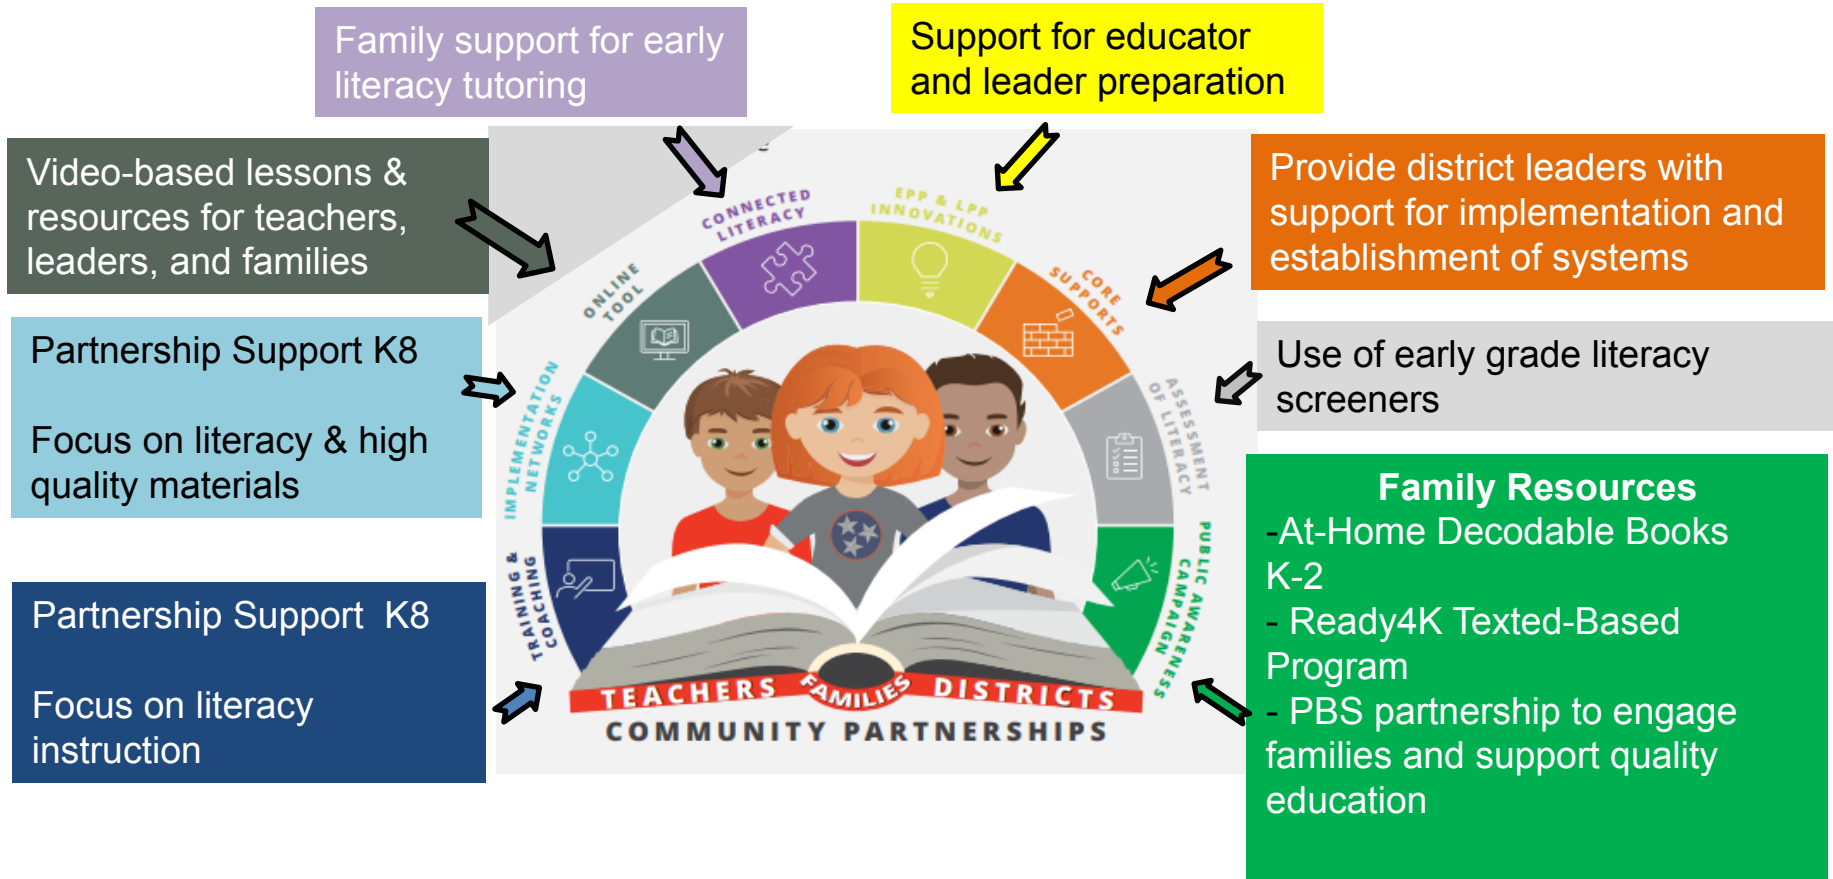 Family support for early
literacy tutoring
Support for educator
and leader preparation
Video-based lessons &
resources for teachers,
leaders, and families
Provide district leaders with
support for implementation and
establishment of systems
Partnership Support K8
Focus on literacy & high
quality materials
Use of early grade literacy
screeners
Partnership Support  K8
Focus on literacy
instruction
Family Resources
-At-Home Decodable Books
K-2
- Ready4K Texted-Based
Program
- PBS partnership to engage
families and support quality
education
TRAINING &
COACHING
IMPLEMENTATION
NETWORKS
ONLINE
TOOL
CONNECTED
LITERACY
EPP & LPP
INNOVATIONS
CORE
SUPPORTS
ASSESSMENT
OF LITERACY
PUBLIC AWARENESS
CAMPAIGN
TEACHERS FAMILIES DISTRICTS
COMMUNITY PARTNERSHIPS